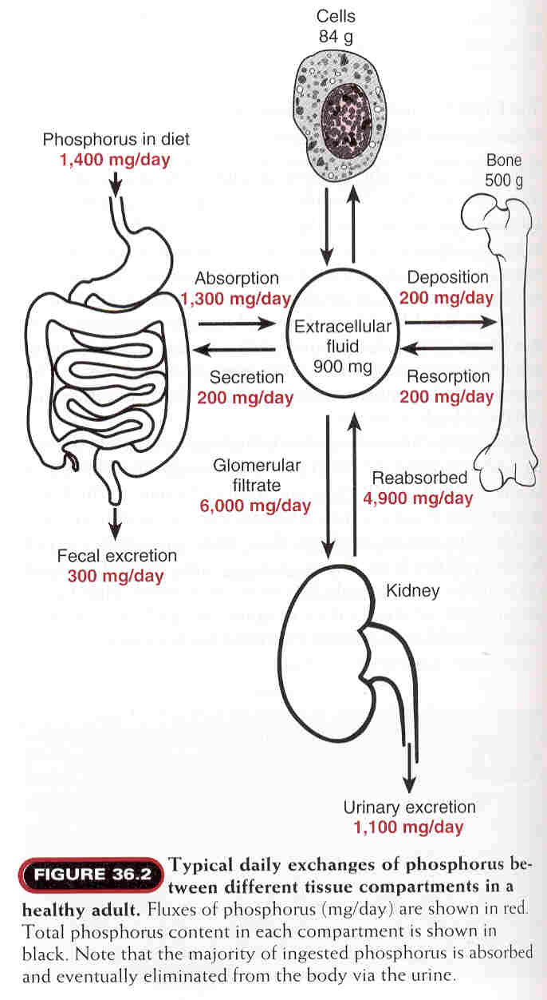 Cells
84 g
Phosphorus in diet
1,400 mg/day
Bone
500 g
Absorption
1,300 mg/day
Deposition
200 mg/day
Extracellular
fluid
900 mg
Secretion
200 mg/day
Resorption
200 mg/day
Glomerular
filtrate
6,000 mg/day
Reabsorbed
4,900 mg/day
Fecal excretion
300 mg/day
Kidney
Urinary excretion
1,100 mg/day
FIGURE 36.2 Typical daily exchanges of phosphorus be-
tween different tissue compartments in a
healthy adult. Fluxes of phosphorus (mg/day) are shown in red.
Total phosphorus content in each compartment is shown in
black. Note that the majority of ingested phosphorus is absorbed
and eventually eliminated from the body via the urine.